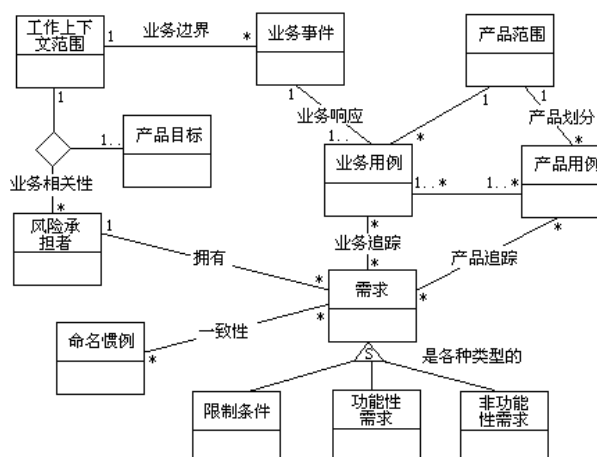 工作上下
文范围
1
业务边界
*
业务事件
产品范围
1
1
1
1
产品划分
业务响应
产品目标
1..
1..
*
*
业务用例
产品用例
1..*
1..*
业务相关性
*
*
*
业务追踪
产品追踪
风险承
担者
1
拥有
*
*
*
需求
*
一致性
命名惯例
*
S
是各种类型的
限制条件
功能性
需求
非功能
性需求